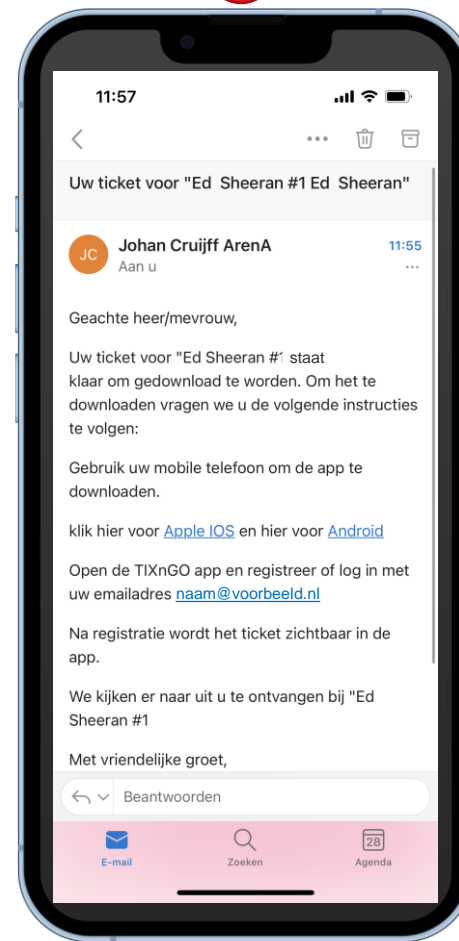 11:57
Uw ticket voor "Ed Sheeran #1 Ed Sheeran"
JC
Johan Cruijff ArenA
11:55
Aan u
Geachte heer/mevrouw,
Uw ticket voor "Ed Sheeran #1 staat
klaar om gedownload te worden. Om het te
downloaden vragen we u de volgende instructies
te volgen:
Gebruik uw mobile telefoon om de app te
downloaden.
klik hier voor Apple IOS en hier voor Android
Open de TIXnGO app en registreer of log in met
uw emailadres naam@voorbeeld.nl
Na registratie wordt het ticket zichtbaar in de
app.
We kijken er naar uit u te ontvangen bij "Ed
Sheeran #1
Met vriendelijke groet,
Beantwoorden
E-mail
Zoeken
28
Agenda